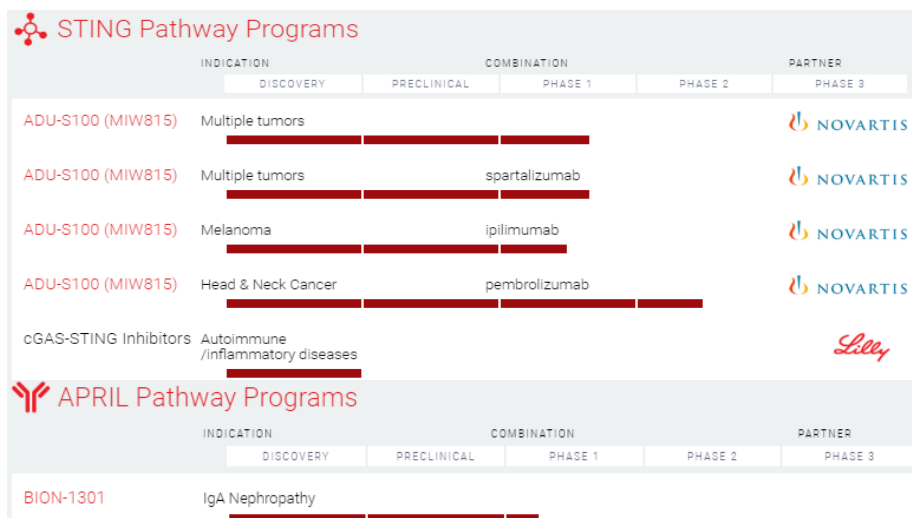 STING Pathway Programs
INDICATION COMBINATION PARTNER
DISCOVERY PRECLINICAL PHASE 1 PHASE 2 PHASE 3
ADU-S100 (MIW815) Multiple tumors NOVARTIS
ADU-S100 (MIW815) Multiple tumors spartalizumab NOVARTIS
ADU-S100 (MIW815) Melanoma ipilimumab NOVARTIS
ADU-S100 (MIW815) Head & Neck Cancer pembrolizumab NOVARTIS
cGAS-STING Inhibitors Autoimmune
/inflammatory diseases Lilly
APRIL Pathway Programs
INDICATION COMBINATION PARTNER
DISCOVERY PRECLINICAL PHASE 1 PHASE 2 PHASE 3
BION-1301 IgA Nephropathy